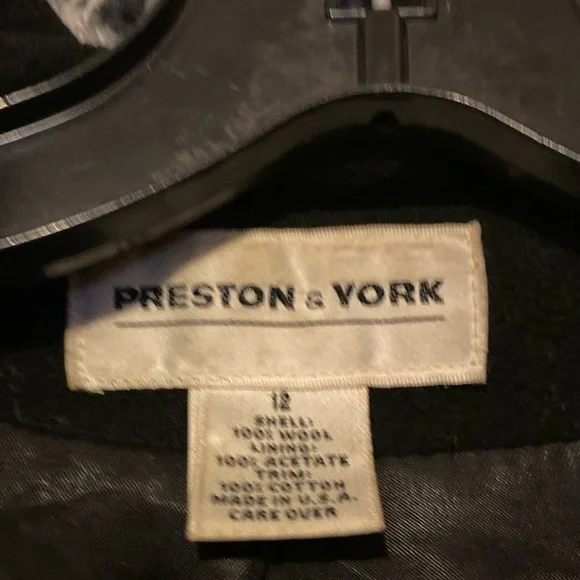 PRESTON & YORK
12
SHELL:
100% WOOL
LINING:
100% ACETATE
TRIM:
100% COTTON
MADE IN U.S.A.
CARE OVER